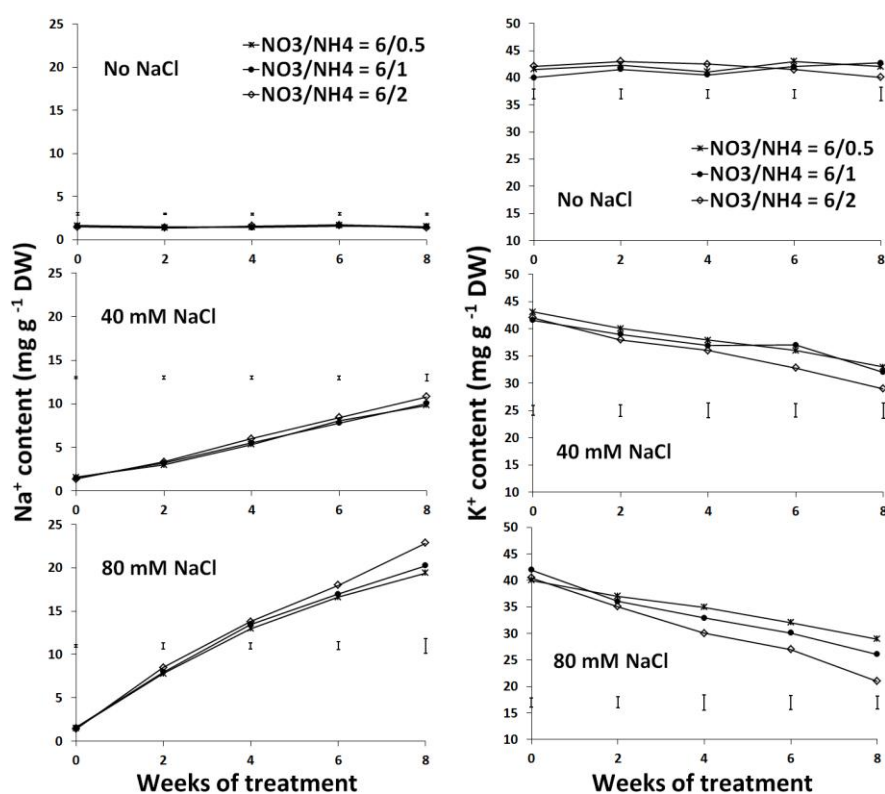 25
20
15
10
5
0
No NaCl
NO3/NH4 = 6/0.5
NO3/NH4 = 6/1
NO3/NH4 = 6/2
0 2 4 6 8
25
20
15
10
5
0
40 mM NaCl
0 2 4 6 8
25
20
15
10
5
0
80 mM NaCl
0 2 4 6 8
Na⁺ content (mg g ⁻¹ DW)
Weeks of treatment
50
45
40
35
30
25
20
15
10
NO3/NH4 = 6/0.5
NO3/NH4 = 6/1
NO3/NH4 = 6/2
No NaCl
0 2 4 6 8
50
45
40
35
30
25
20
15
10
40 mM NaCl
0 2 4 6 8
50
45
40
35
30
25
20
15
10
80 mM NaCl
0 2 4 6 8
K⁺ content (mg g ⁻¹ DW)
Weeks of treatment